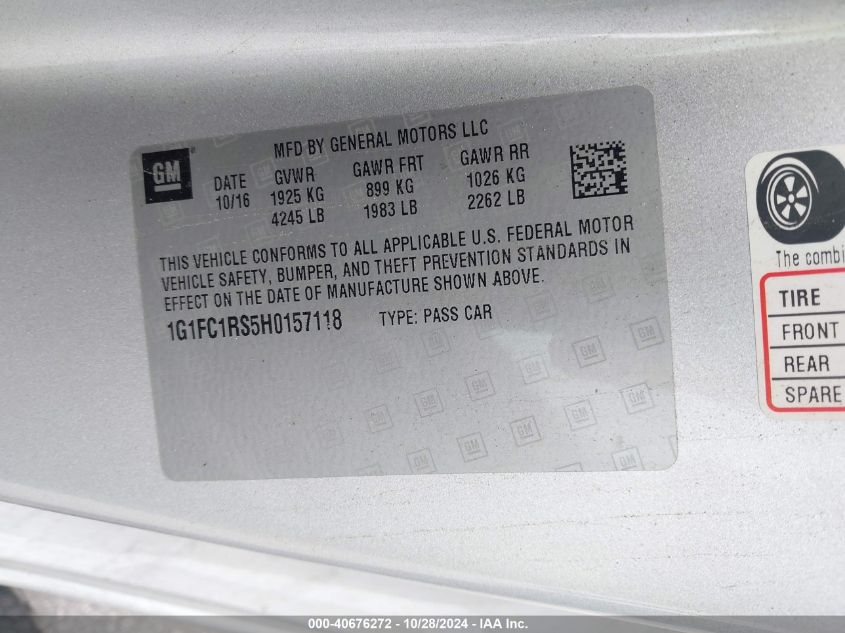 GM
MFD BY GENERAL MOTORS LLC
DATE GVWR GAWR FRT GAWR RR
10/16 1925 KG 899 KG 1026 KG
4245 LB 1983 LB 2262 LB
THIS VEHICLE CONFORMS TO ALL APPLICABLE U.S. FEDERAL MOTOR
VEHICLE SAFETY, BUMPER, AND THEFT PREVENTION STANDARDS IN
EFFECT ON THE DATE OF MANUFACTURE SHOWN ABOVE.
1G1FC1RS5H0157118 TYPE: PASS CAR
The combi
TIRE
FRONT
REAR
SPARE
000-40676272 - 10/28/2024 - IAA Inc.